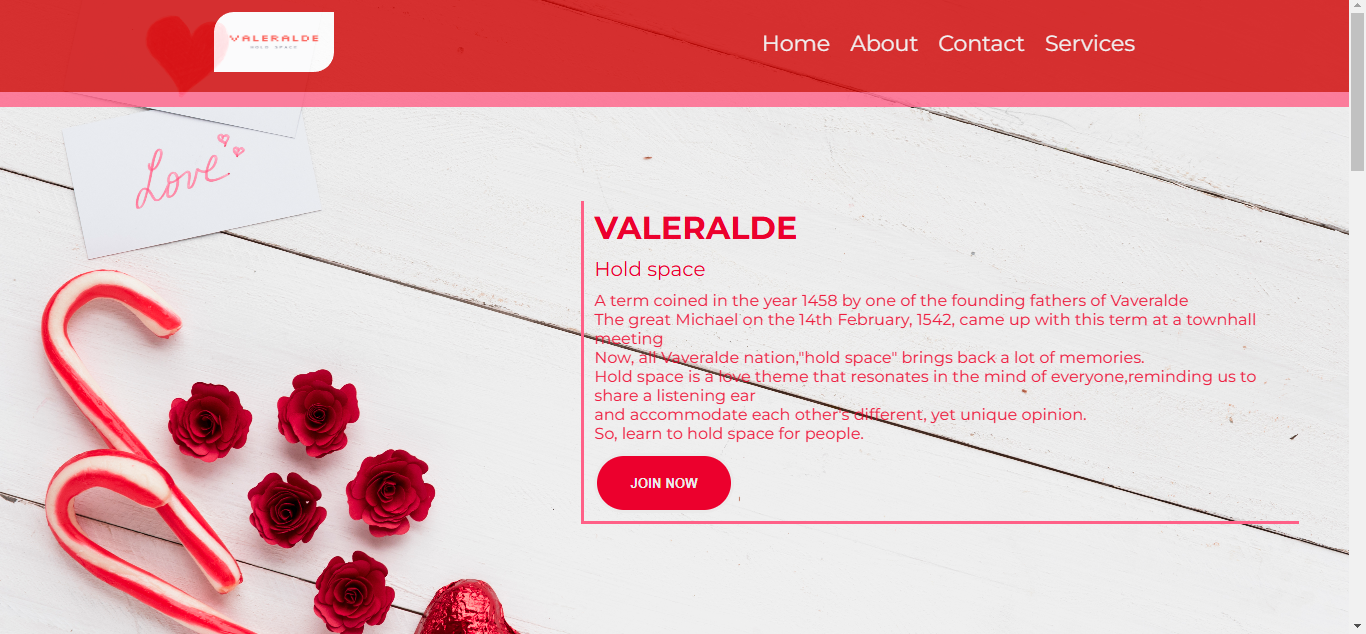 VALERALDE
HOLD SPACE
Home About Contact Services
Love
VALERALDE
Hold space
A term coined in the year 1458 by one of the founding fathers of Vaveralde
The great Michael on the 14th February, 1542, came up with this term at a townhall
meeting
Now, all Vaveralde nation,"hold space" brings back a lot of memories.
Hold space is a love theme that resonates in the mind of everyone,reminding us to
share a listening ear
and accommodate each other's different, yet unique opinion.
So, learn to hold space for people.
JOIN NOW